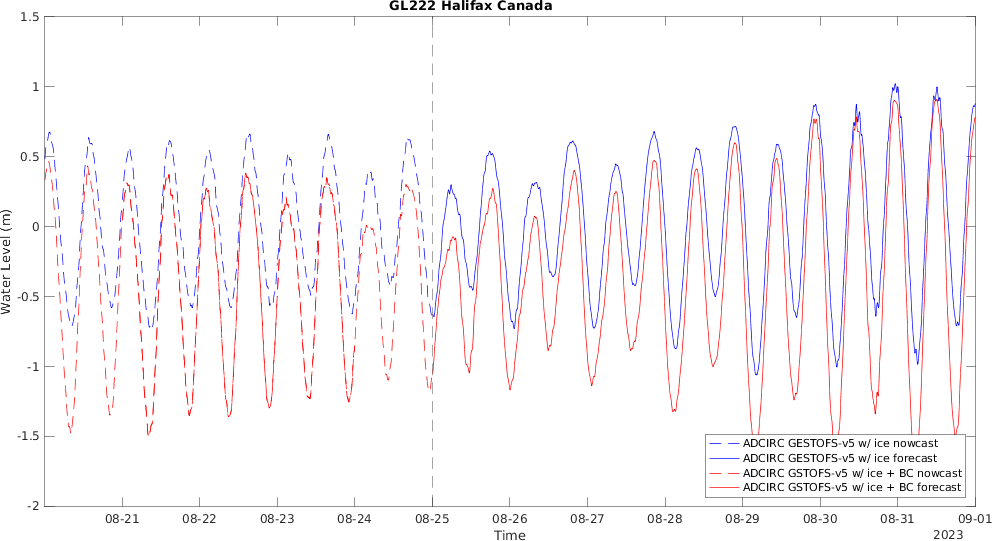 GL222 Halifax Canada
1.5
1
0.5
0
-0.5
-1
-1.5
-2
Water Level (m)
ADCIRC GESTOFS-v5 w/ ice nowcast
ADCIRC GESTOFS-v5 w/ ice forecast
ADCIRC GSTOFS-v5 w/ ice + BC nowcast
ADCIRC GSTOFS-v5 w/ ice + BC forecast
08-21 08-22 08-23 08-24 08-25 08-26 08-27 08-28 08-29 08-30 08-31 09-01
Time
2023